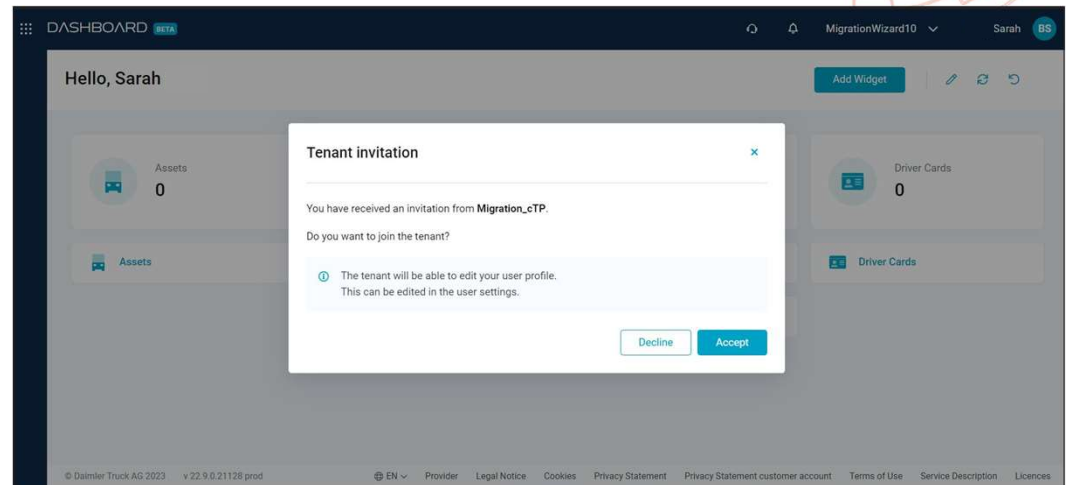 DASHBOARD BETA
MigrationWizard10
Sarah BS
Hello, Sarah
Add Widget
Assets
0
Driver Cards
0
Assets
Driver Cards
Tenant invitation
You have received an invitation from Migration_cTP.
Do you want to join the tenant?
The tenant will be able to edit your user profile.
This can be edited in the user settings.
Decline
Accept
© Daimler Truck AG 2023 v 22.9.0.21128 prod EN Provider Legal Notice Cookies Privacy Statement Privacy Statement customer account Terms of Use Service Description Licences